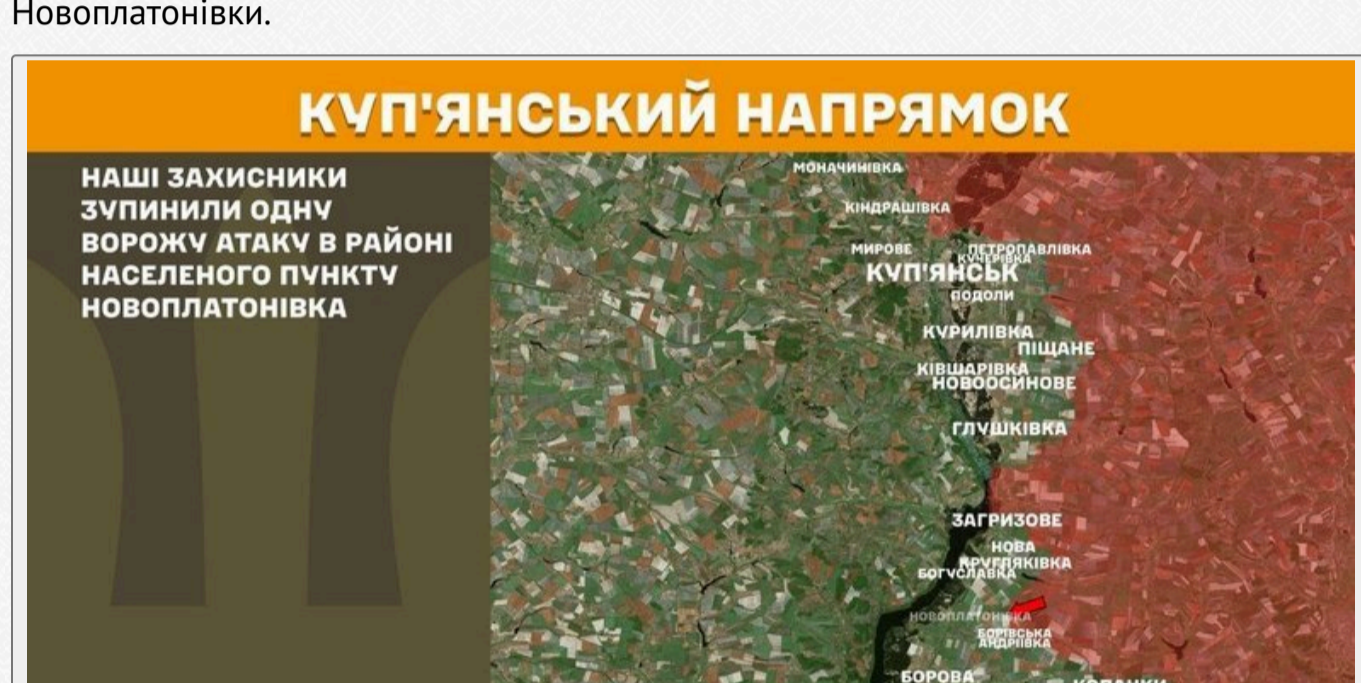 Новоплатонівки.
КУП'ЯНСЬКИЙ НАПРЯМОК
НАШІ ЗАХИСНИКИ
ЗУПИНИЛИ ОДНУ
ВОРОЖУ АТАКУ В РАЙОНІ
НАСЕЛЕНОГО ПУНКТУ
НОВОПЛАТОНІВКА
МОНАЧИНІВКА
КІНДРАШІВКА
МИРОВЕ
ПЕТРОПАВЛІВКА
КУЧЕРІВКА
КУП'ЯНСЬК
ПОДОЛИ
КУРИЛІВКА
ПІЩАНЕ
КІВШАРІВКА
НОВООСИНОВЕ
ГЛУШКІВКА
ЗАГРИЗОВЕ
НОВА
КРУГЛЯКІВКА
БОГУСЛАВКА
НОВОПЛАТОНІВКА
БОРІВСЬКА
АНДРІЇВКА
БОРОВА
КОПАНКИ